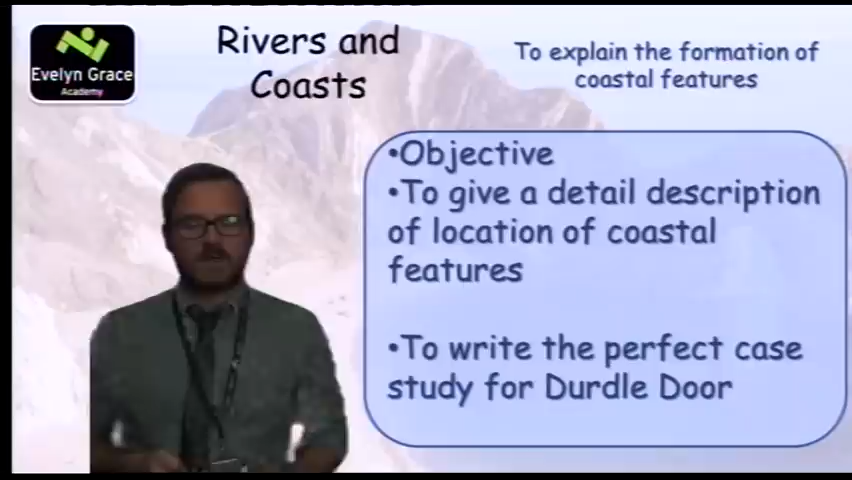 Evelyn Grace
Academy
Rivers and
Coasts
To explain the formation of
coastal features
•Objective
•To give a detail description
of location of coastal
features
•To write the perfect case
study for Durdle Door